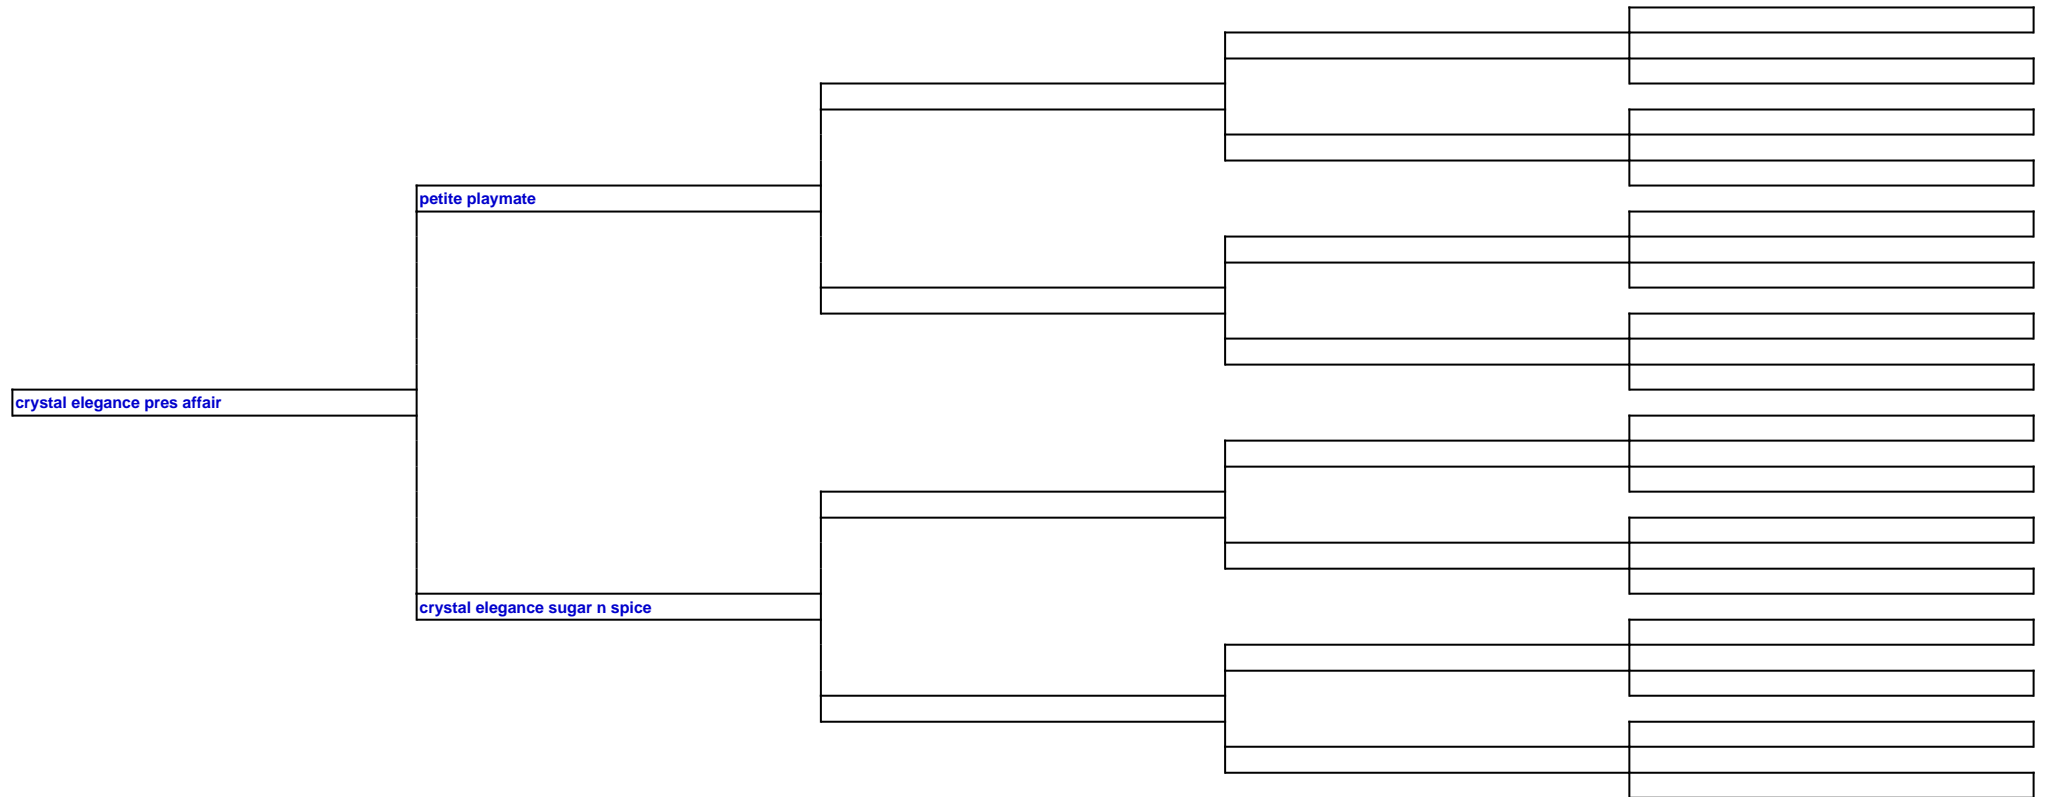 petite playmate
crystal elegance pres affair
crystal elegance sugar n spice